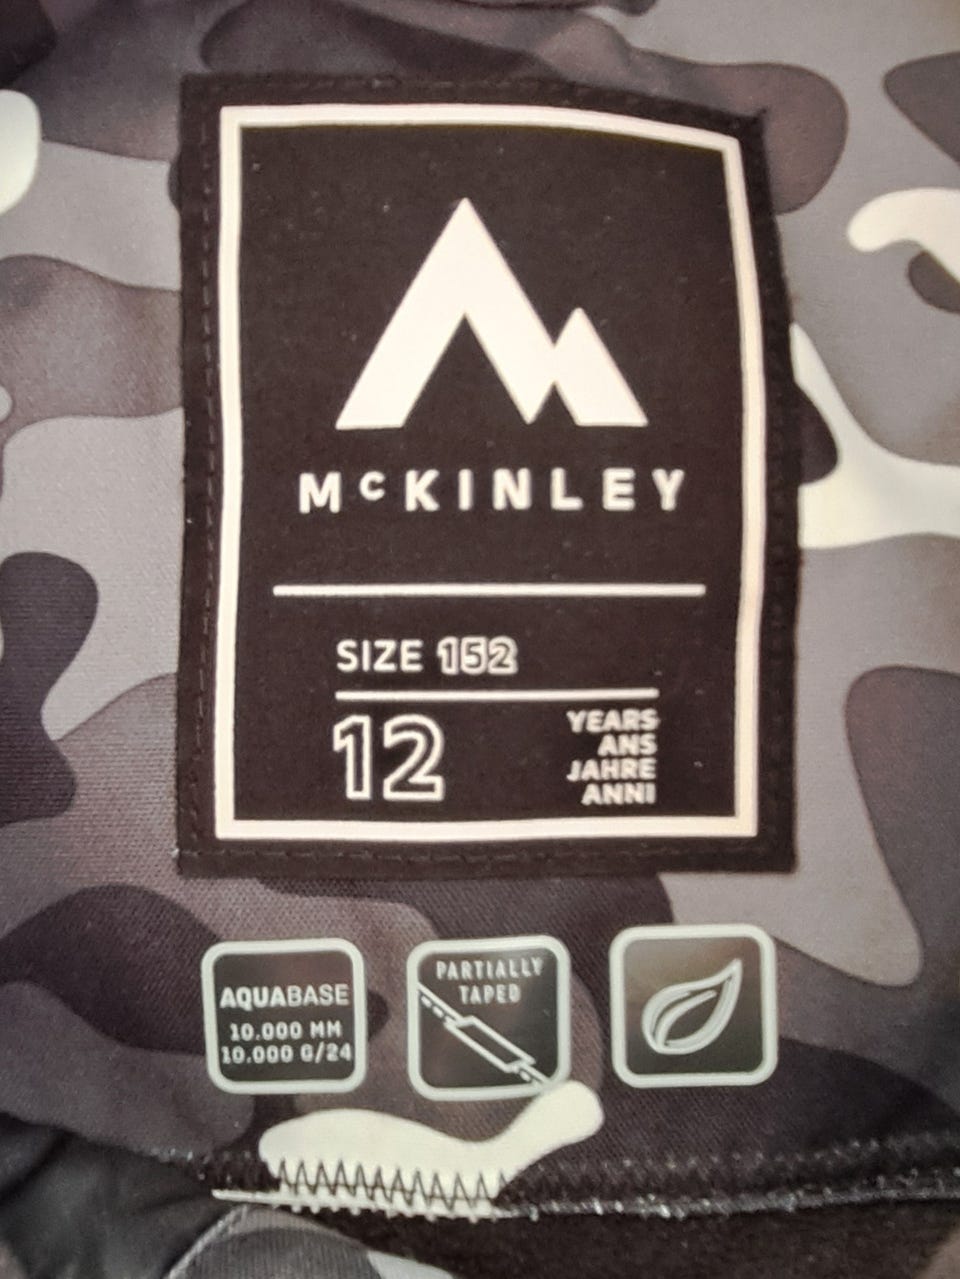 McKINLEY
SIZE 152
12
YEARS
ANS
JAHRE
ANNI
AQUABASE
10.000 MM
10.000 G/24
PARTIALLY
TAPED